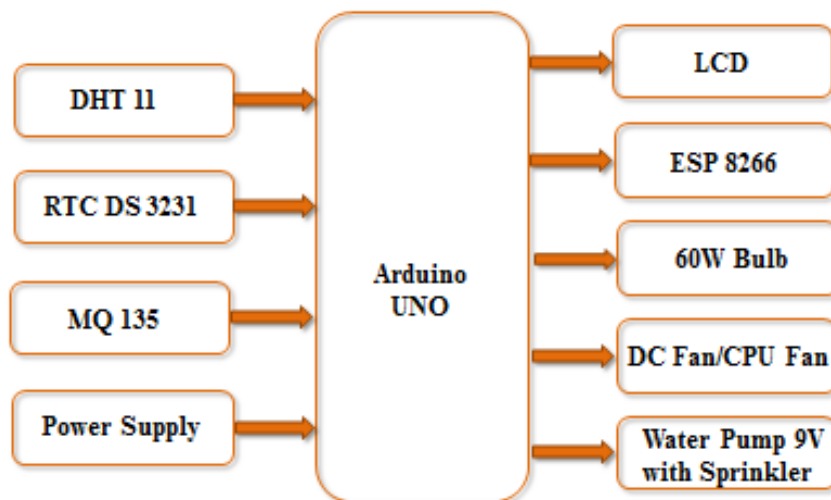 DHT 11
RTC DS 3231
MQ 135
Power Supply
Arduino
UNO
LCD
ESP 8266
60W Bulb
DC Fan/CPU Fan
Water Pump 9V
with Sprinkler